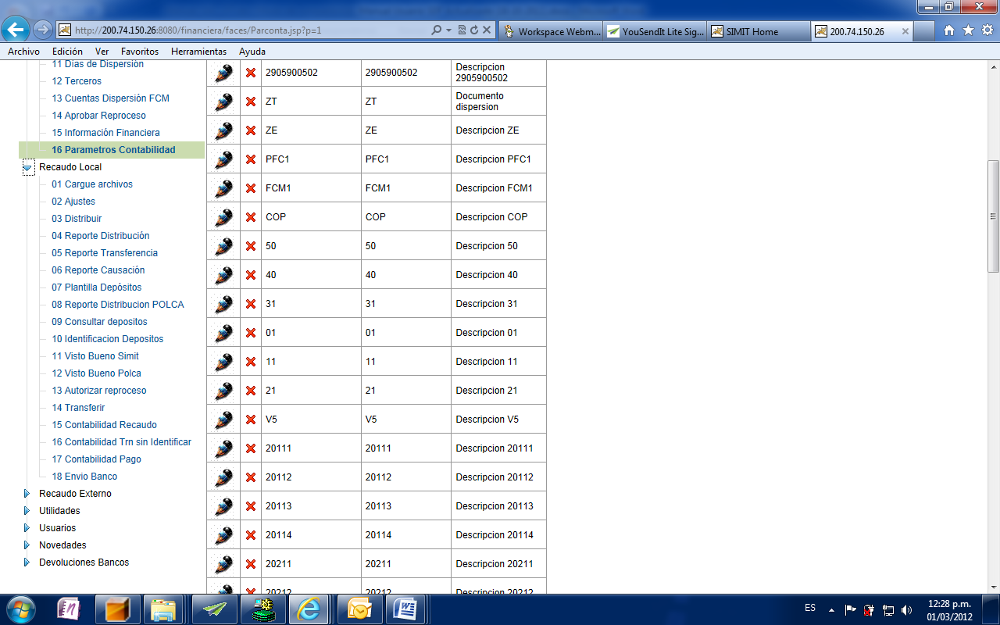 http://200.74.150.26:8080/financiera/faces/Parconta.jsp?p=1
Workspace Webm...
YouSendIt Lite Sig...
SIMIT Home
200.74.150.26
Archivo Edición Ver Favoritos Herramientas Ayuda
11 Días de Dispersión
12 Terceros
13 Cuentas Dispersión FCM
14 Aprobar Reproceso
15 Información Financiera
16 Parametros Contabilidad
Recaudo Local
01 Cargue archivos
02 Ajustes
03 Distribuir
04 Reporte Distribución
05 Reporte Transferencia
06 Reporte Causación
07 Plantilla Depósitos
08 Reporte Distribucion POLCA
09 Consultar depositos
10 Identificacion Depositos
11 Visto Bueno Simit
12 Visto Bueno Polca
13 Autorizar reproceso
14 Transferir
15 Contabilidad Recaudo
16 Contabilidad Trn sin Identificar
17 Contabilidad Pago
18 Envio Banco
Recaudo Externo
Utilidades
Usuarios
Novedades
Devoluciones Bancos
2905900502 2905900502 Descripcion
2905900502
ZT ZT Documento
dispersion
ZE ZE Descripcion ZE
PFC1 PFC1 Descripcion PFC1
FCM1 FCM1 Descripcion FCM1
COP COP Descripcion COP
50 50 Descripcion 50
40 40 Descripcion 40
31 31 Descripcion 31
01 01 Descripcion 01
11 11 Descripcion 11
21 21 Descripcion 21
V5 V5 Descripcion V5
20111 20111 Descripcion 20111
20112 20112 Descripcion 20112
20113 20113 Descripcion 20113
20114 20114 Descripcion 20114
20211 20211 Descripcion 20211
20212 20212 Descripcion 20212
ES
12:28 p.m.
01/03/2012